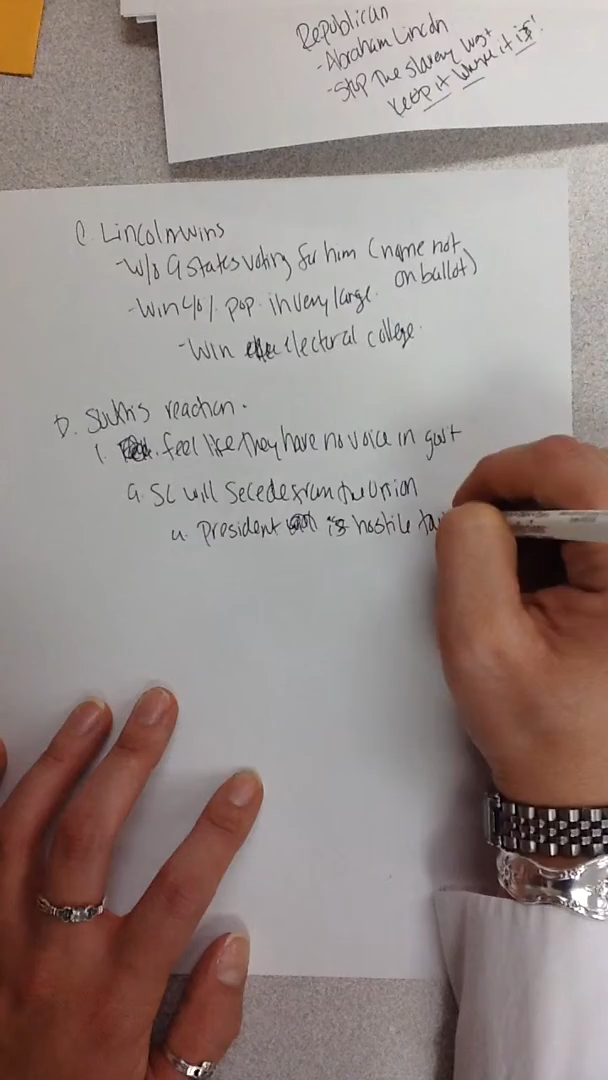 Republican
-Abraham Lincoln
-Stop the slavery west
keep it where it is!
C. Lincoln wins
-W/o 9 states voting for him (name not
on ballot)
-Win 40% pop. in very large
-Win electural college.
D. South's reaction.
1. feel like they have no voice in gov't
a. SC will secede from the Union
president is hostile